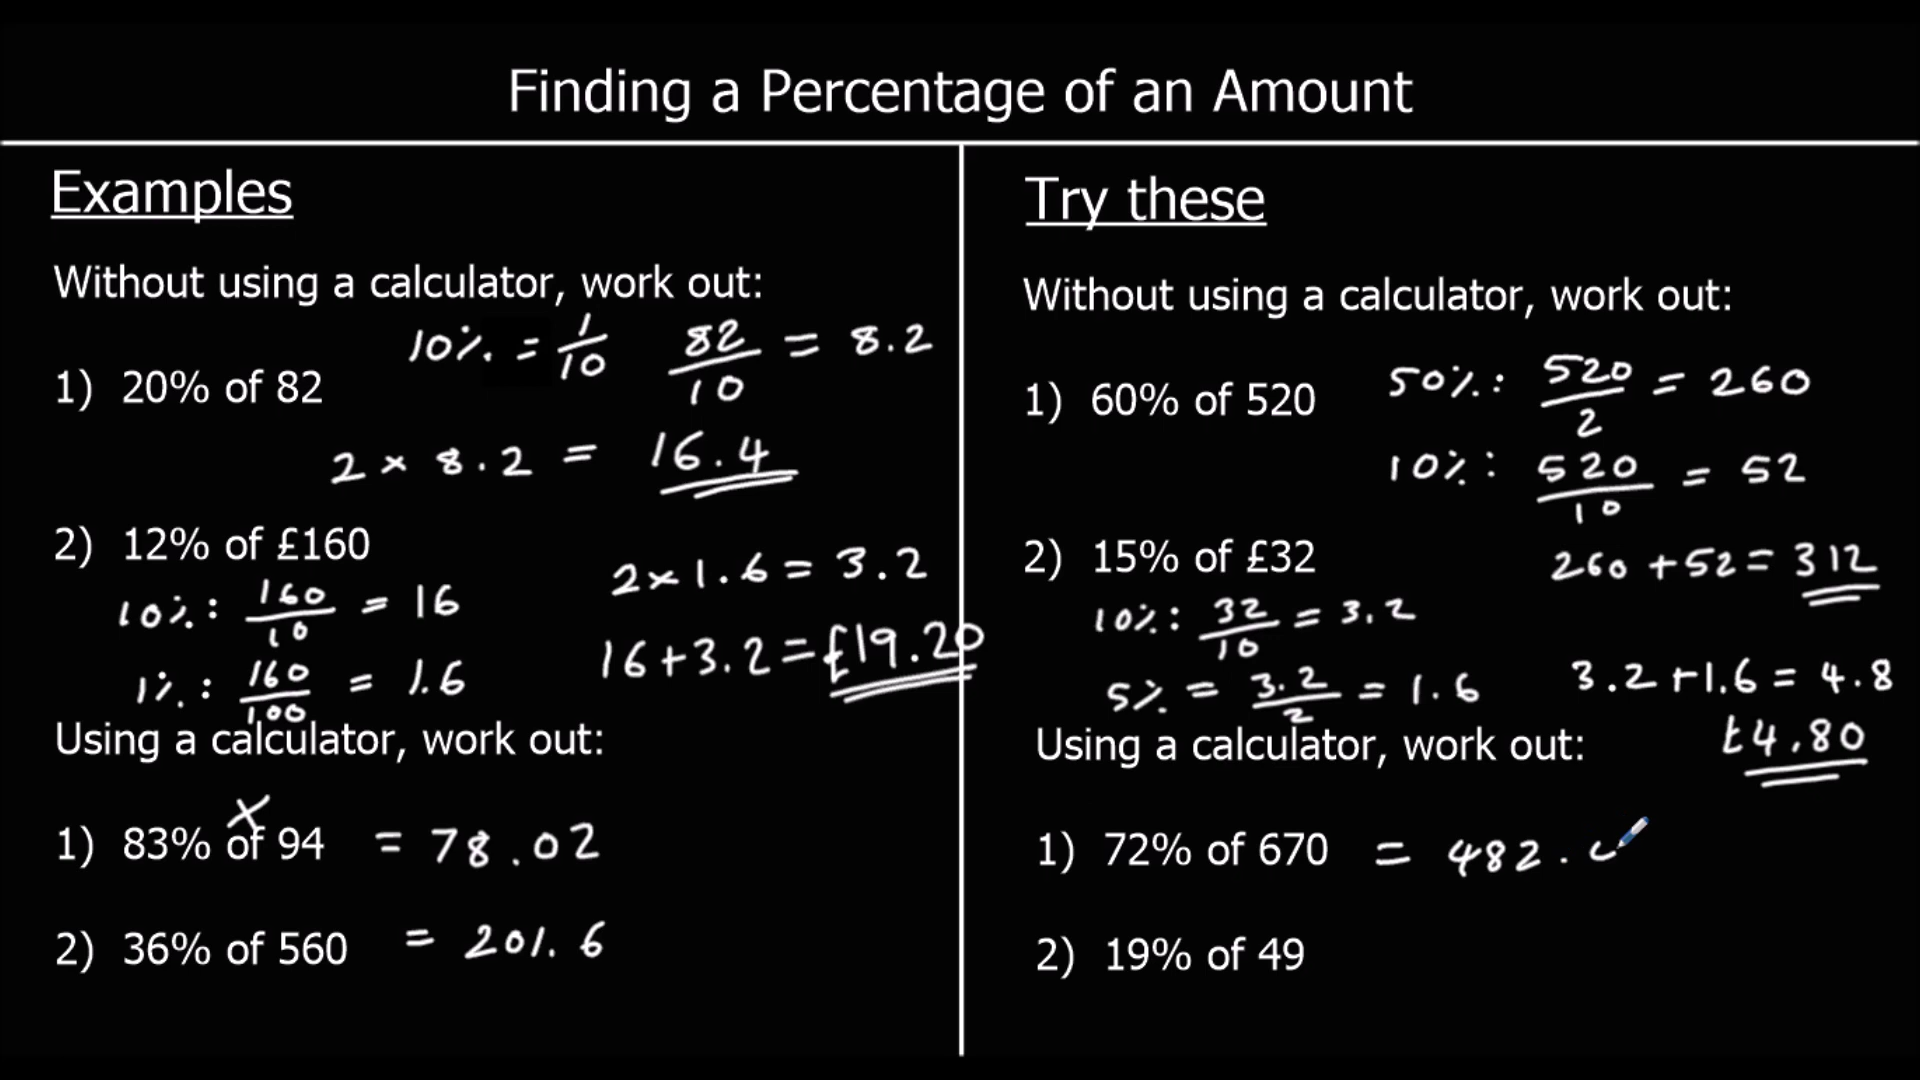 Finding a Percentage of an Amount
Examples
Without using a calculator, work out:
10% = 1/10 82/10 = 8.2
1) 20% of 82
2 × 8.2 = 16.4
2) 12% of £160
10%: 160/10 = 16
2 × 1.6 = 3.2
1%: 160/100 = 1.6
16 + 3.2 = £19.20
Using a calculator, work out:
×
1) 83% of 94 = 78.02
2) 36% of 560 = 201.6
Try these
Without using a calculator, work out:
1) 60% of 520
50%: 520/2 = 260
10%: 520/10 = 52
260 + 52 = 312
2) 15% of £32
10%: 32/10 = 3.2
5% = 3.2/2 = 1.6
3.2 + 1.6 = 4.8
£4.80
Using a calculator, work out:
1) 72% of 670 = 482.
2) 19% of 49